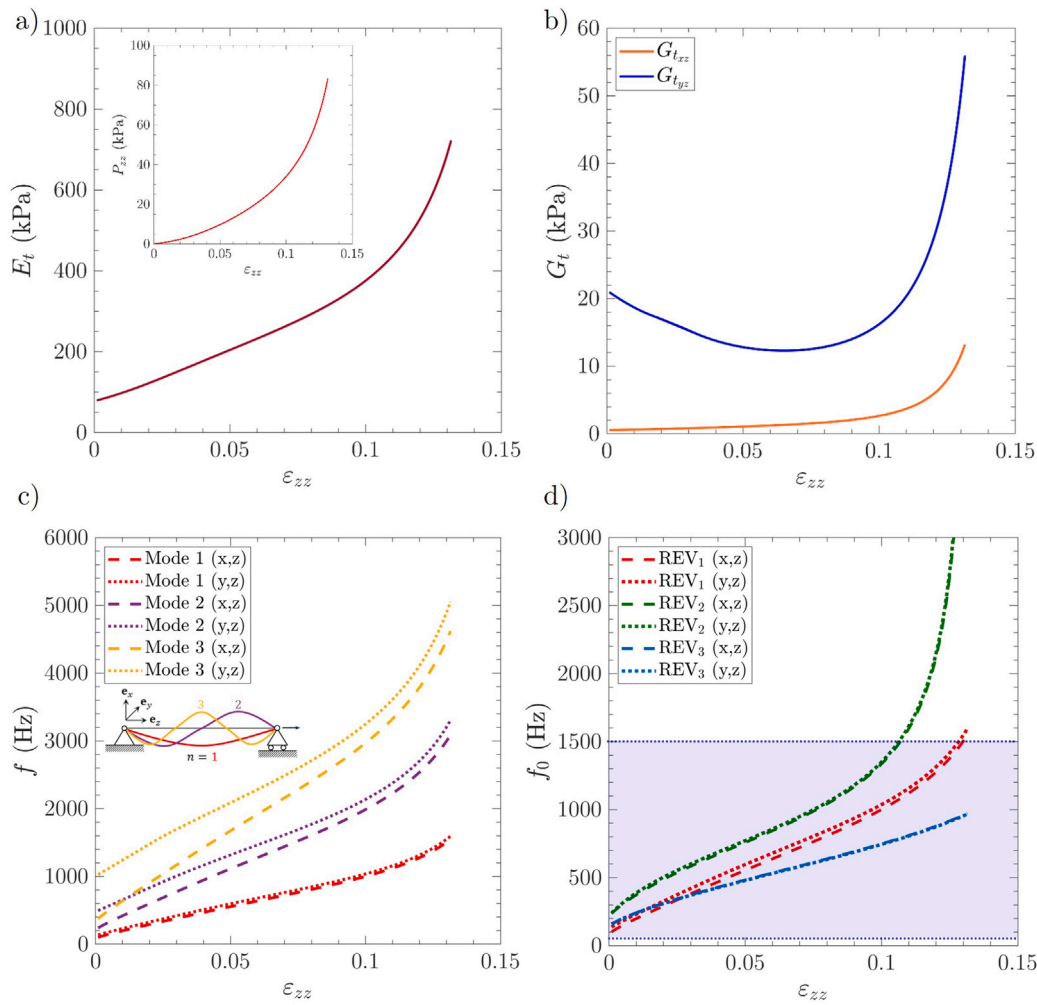 a)
1000
800
600
400
200
0
0
0.05
0.1
0.15
E_t (kPa)
ε_zz
100
80
60
40
20
0
0
0.05
0.1
0.15
P_zz (kPa)
ε_zz
b)
60
50
40
30
20
10
0
0
0.05
0.1
0.15
G_t (kPa)
ε_zz
G_t_xz
G_t_yz
c)
6000
5000
4000
3000
2000
1000
0
0
0.05
0.1
0.15
f (Hz)
ε_zz
Mode 1 (x,z)
Mode 1 (y,z)
Mode 2 (x,z)
Mode 2 (y,z)
Mode 3 (x,z)
Mode 3 (y,z)
e_x
e_y
e_z
3
2
n = 1
d)
3000
2500
2000
1500
1000
500
0
0
0.05
0.1
0.15
f_0 (Hz)
ε_zz
REV_1 (x,z)
REV_1 (y,z)
REV_2 (x,z)
REV_2 (y,z)
REV_3 (x,z)
REV_3 (y,z)